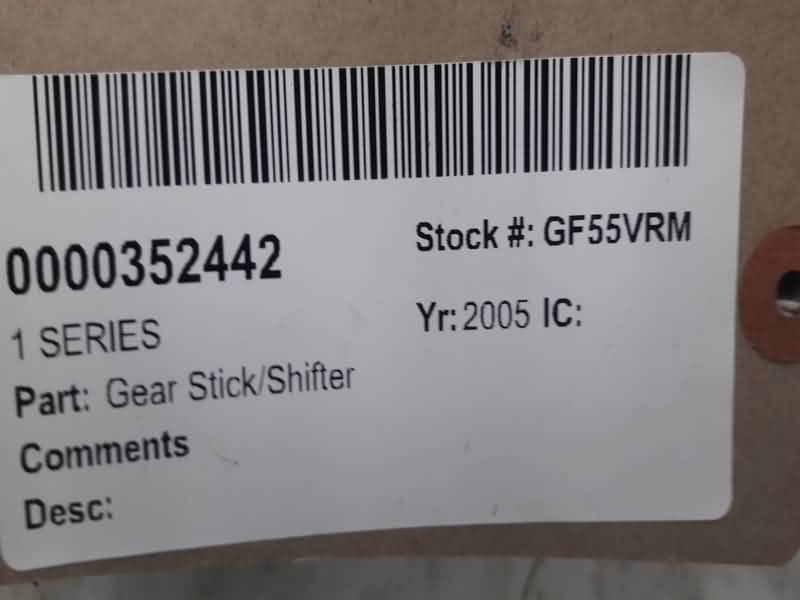 0000352442
Stock #: GF55VRM
1 SERIES
Yr: 2005 IC:
Part: Gear Stick/Shifter
Comments
Desc: